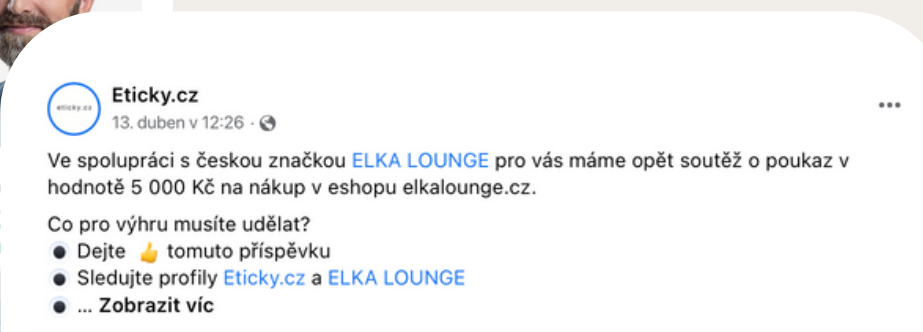 eticky.cz
Eticky.cz
13. duben v 12:26 ·
Ve spolupráci s českou značkou ELKA LOUNGE pro vás máme opět soutěž o poukaz v
hodnotě 5 000 Kč na nákup v eshopu elkalounge.cz.
Co pro výhru musíte udělat?
● Dejte 👍 tomuto příspěvku
● Sledujte profily Eticky.cz a ELKA LOUNGE
● ... Zobrazit víc